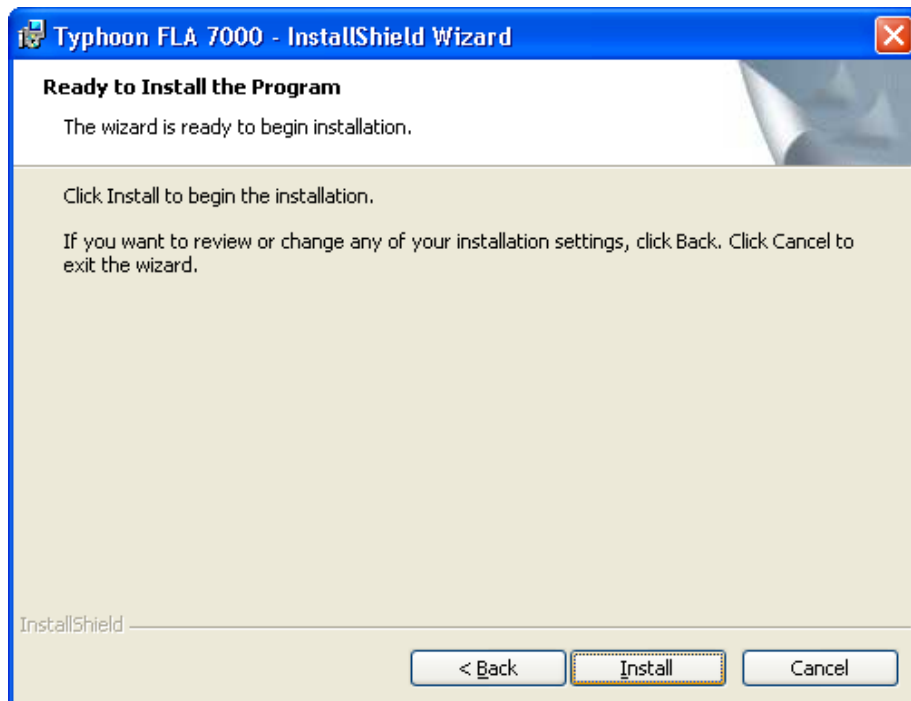 Typhoon FLA 7000 - InstallShield Wizard
Ready to Install the Program
The wizard is ready to begin installation.
Click Install to begin the installation.
If you want to review or change any of your installation settings, click Back. Click Cancel to
exit the wizard.
InstallShield
< Back Install Cancel